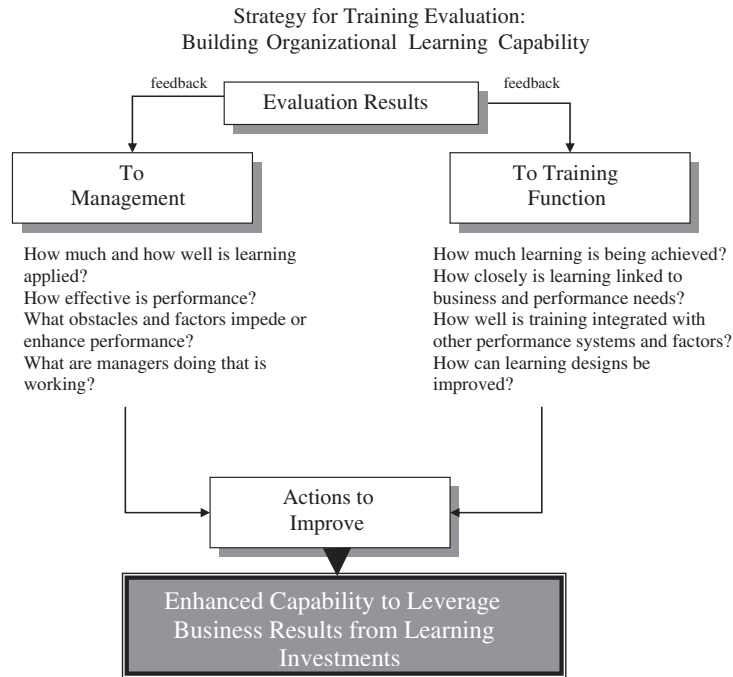 Strategy for Training Evaluation:
Building Organizational Learning Capability
feedback
feedback
Evaluation Results
To
Management
To Training
Function
How much and how well is learning
applied?
How effective is performance?
What obstacles and factors impede or
enhance performance?
What are managers doing that is
working?
How much learning is being achieved?
How closely is learning linked to
business and performance needs?
How well is training integrated with
other performance systems and factors?
How can learning designs be
improved?
Actions to
Improve
Enhanced Capability to Leverage
Business Results from Learning
Investments